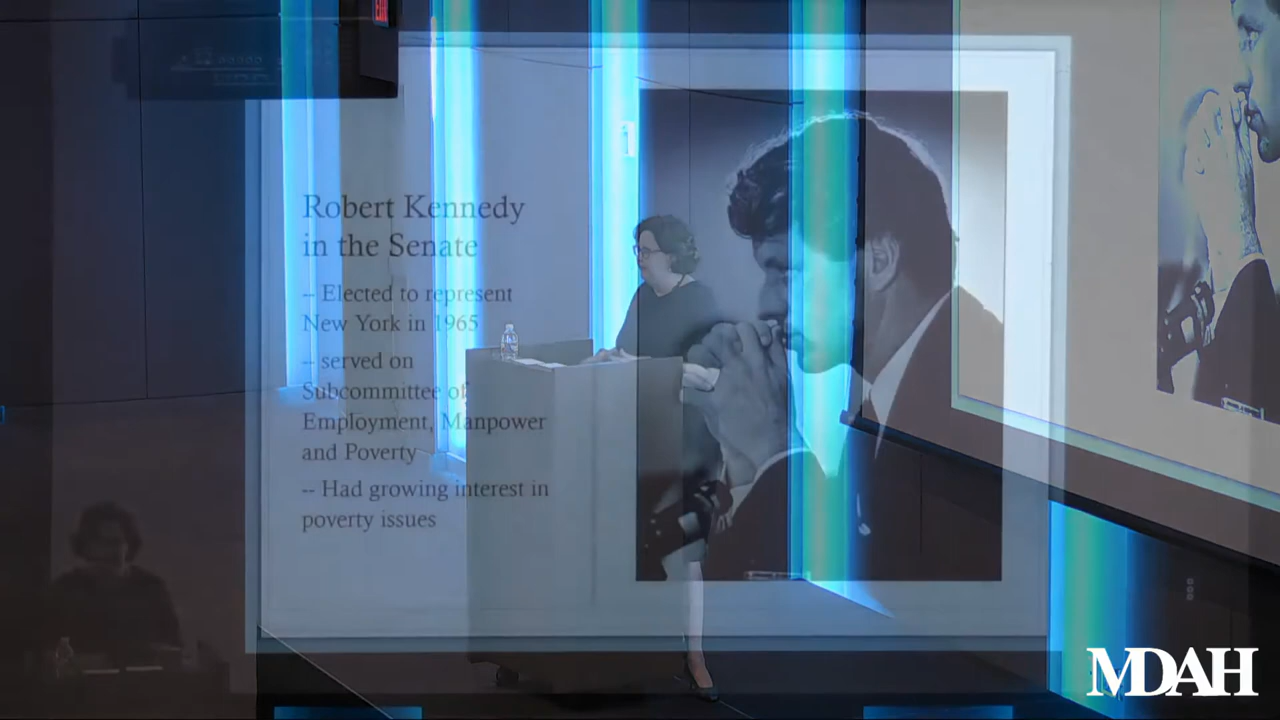 Robert Kennedy
in the Senate
-- Elected to represent
New York in 1965
-- served on
Subcommittee of
Employment, Manpower
and Poverty
-- Had growing interest in
poverty issues
MDAH